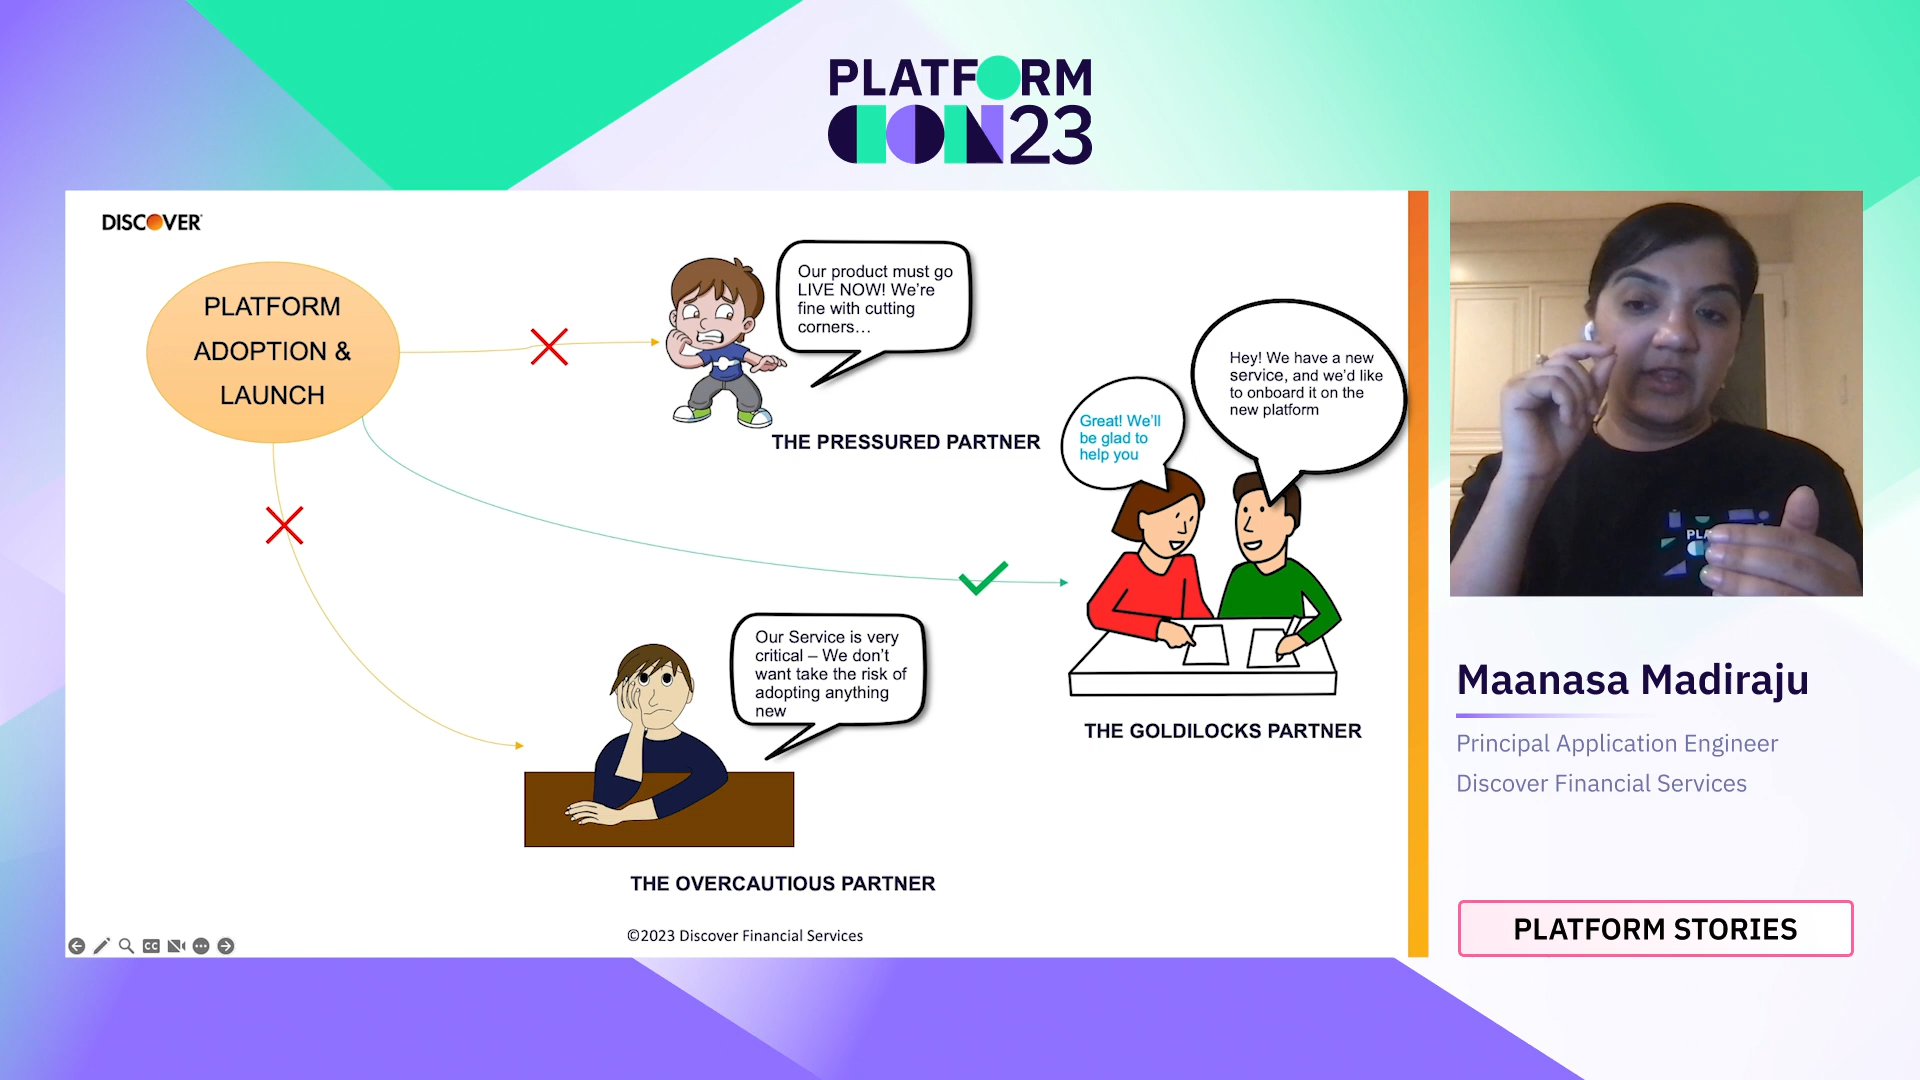 PLATFORM
CON23
DISCOVER
PLATFORM
ADOPTION &
LAUNCH
Our product must go
LIVE NOW! We're
fine with cutting
corners...
THE PRESSURED PARTNER
Hey! We have a new
service, and we'd like
to onboard it on the
new platform
Great! We'll
be glad to
help you
THE GOLDILOCKS PARTNER
Our Service is very
critical – We don't
want take the risk of
adopting anything
new
THE OVERCAUTIOUS PARTNER
©2023 Discover Financial Services
CC
Maanasa Madiraju
Principal Application Engineer
Discover Financial Services
PLATFORM STORIES